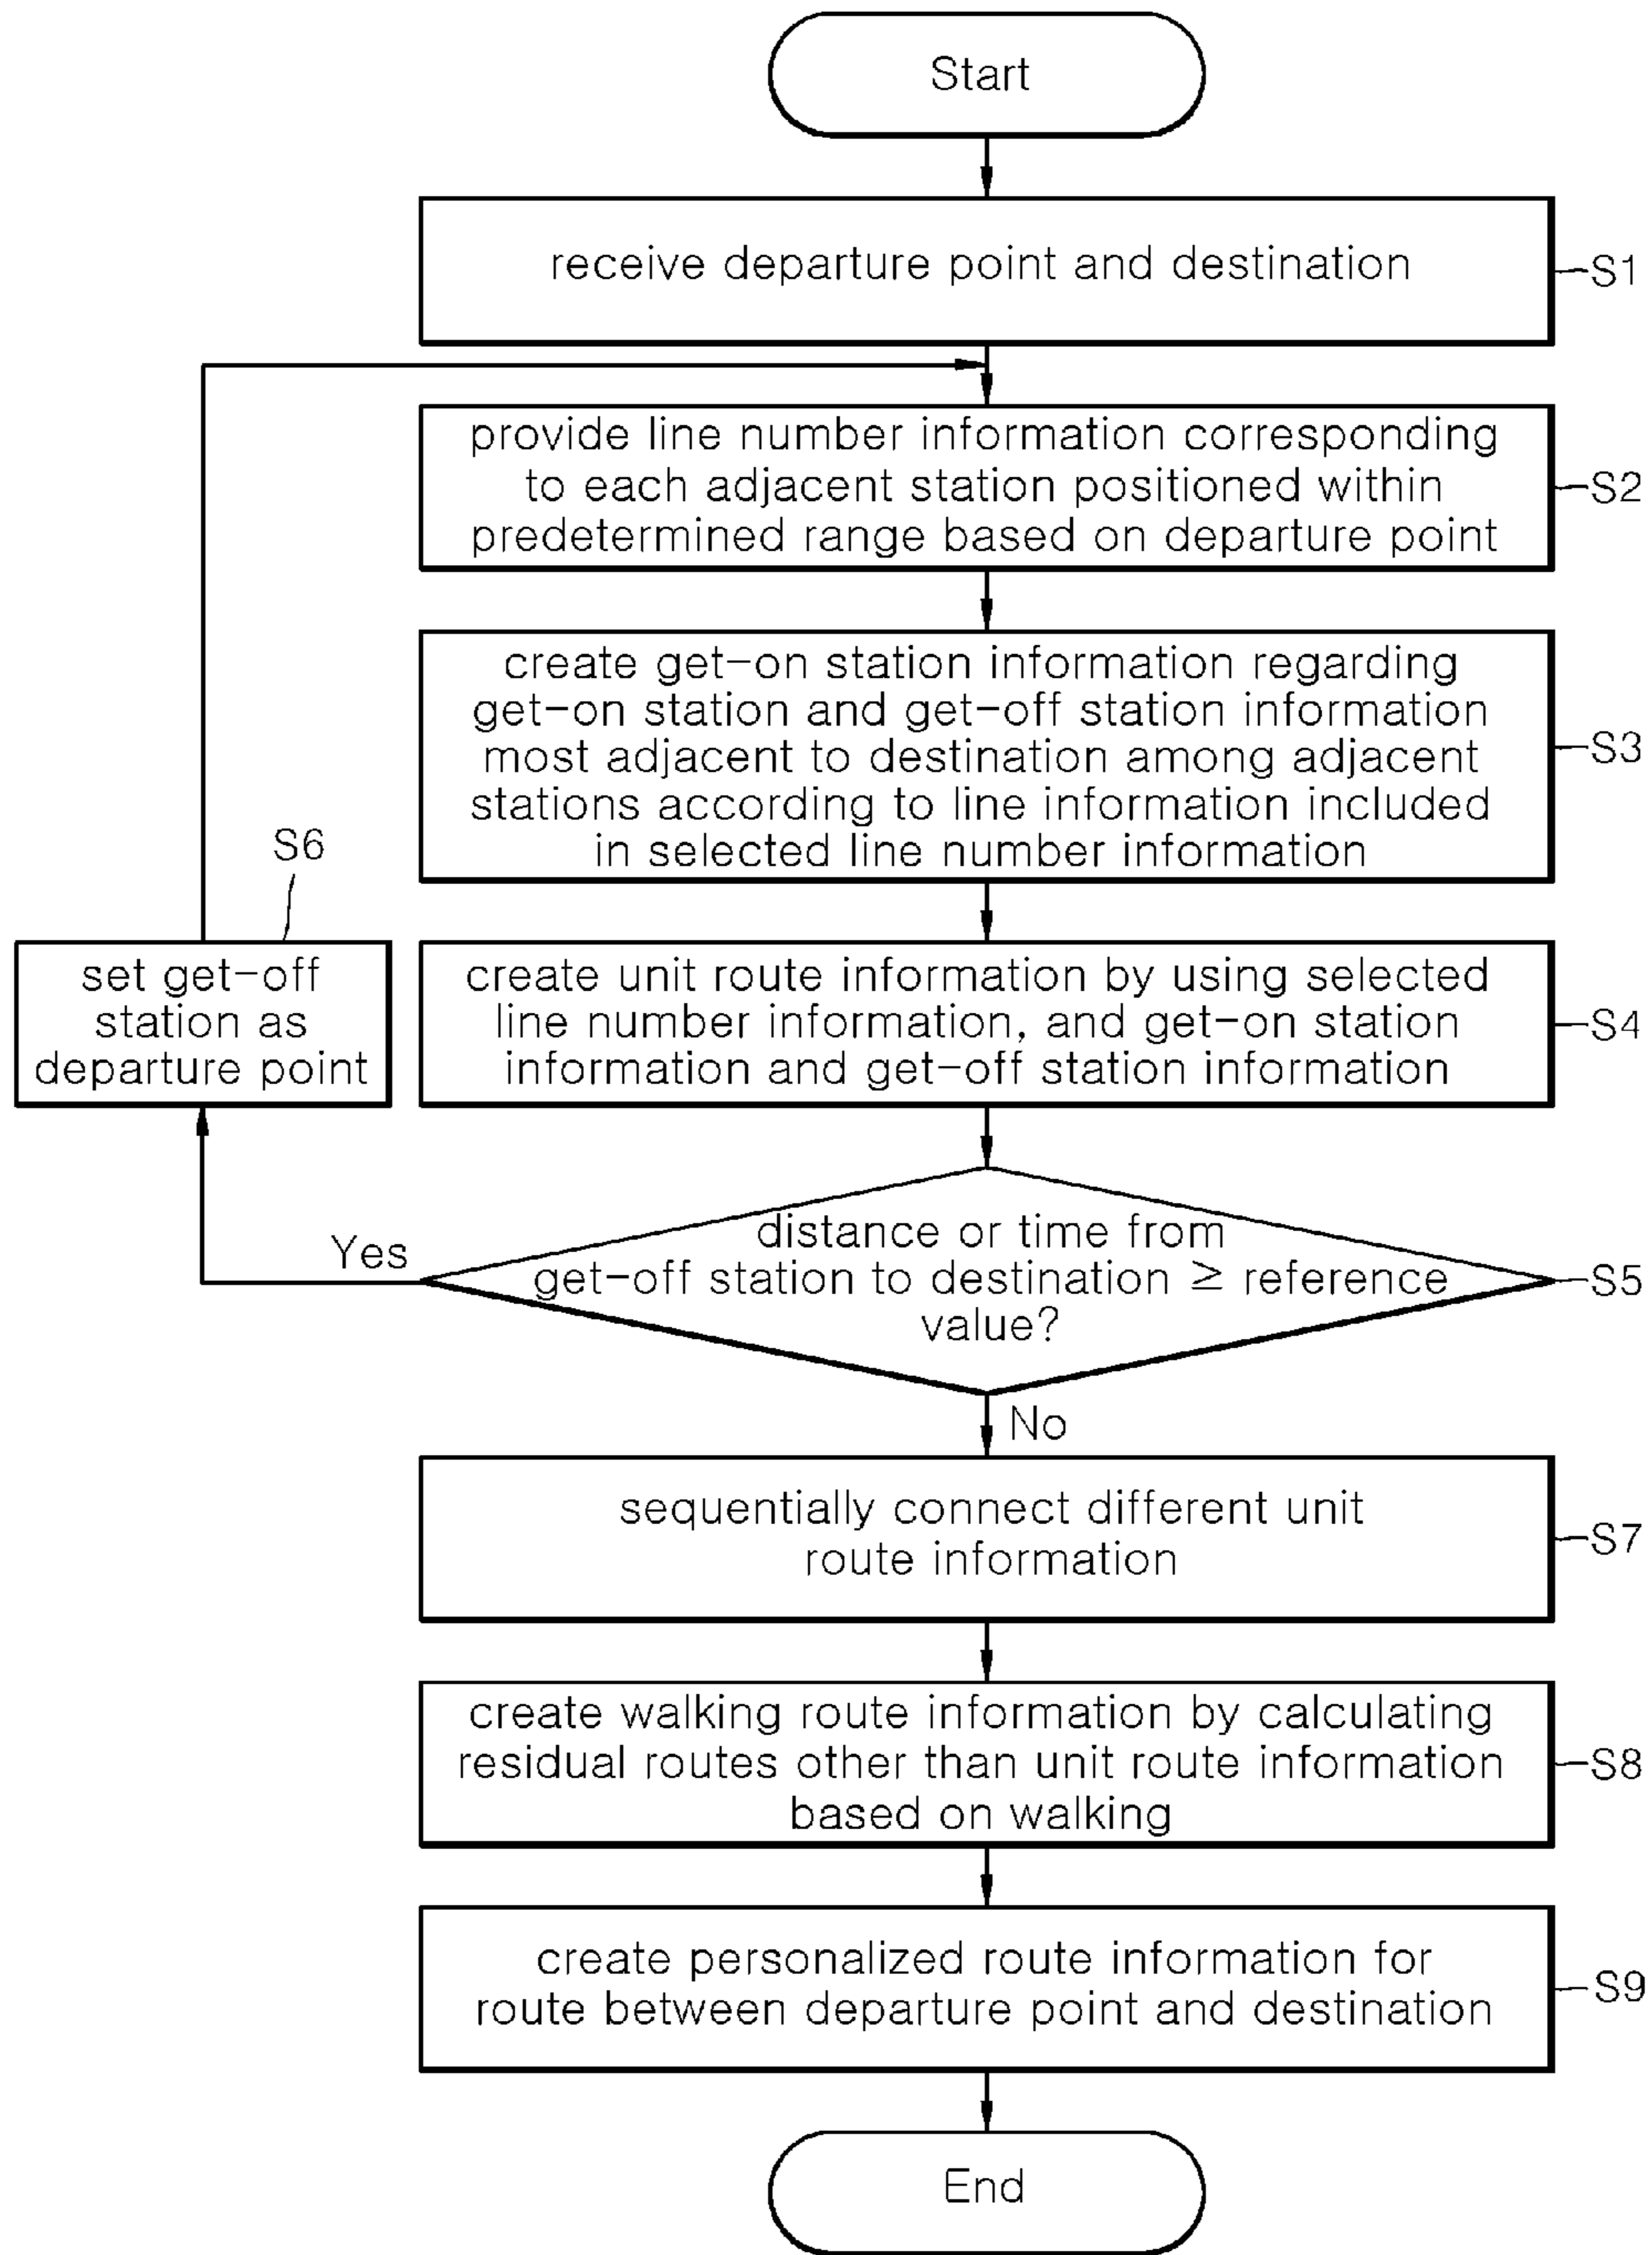 Start
receive departure point and destination
S1
provide line number information corresponding
to each adjacent station positioned within
predetermined range based on departure point
S2
create get-on station information regarding
get-on station and get-off station information
most adjacent to destination among adjacent
stations according to line information included
in selected line number information
S3
S6
set get-off
station as
departure point
create unit route information by using selected
line number information, and get-on station
information and get-off station information
S4
Yes
distance or time from
get-off station to destination ≥ reference
value?
S5
No
sequentially connect different unit
route information
S7
create walking route information by calculating
residual routes other than unit route information
based on walking
S8
create personalized route information for
route between departure point and destination
S9
End